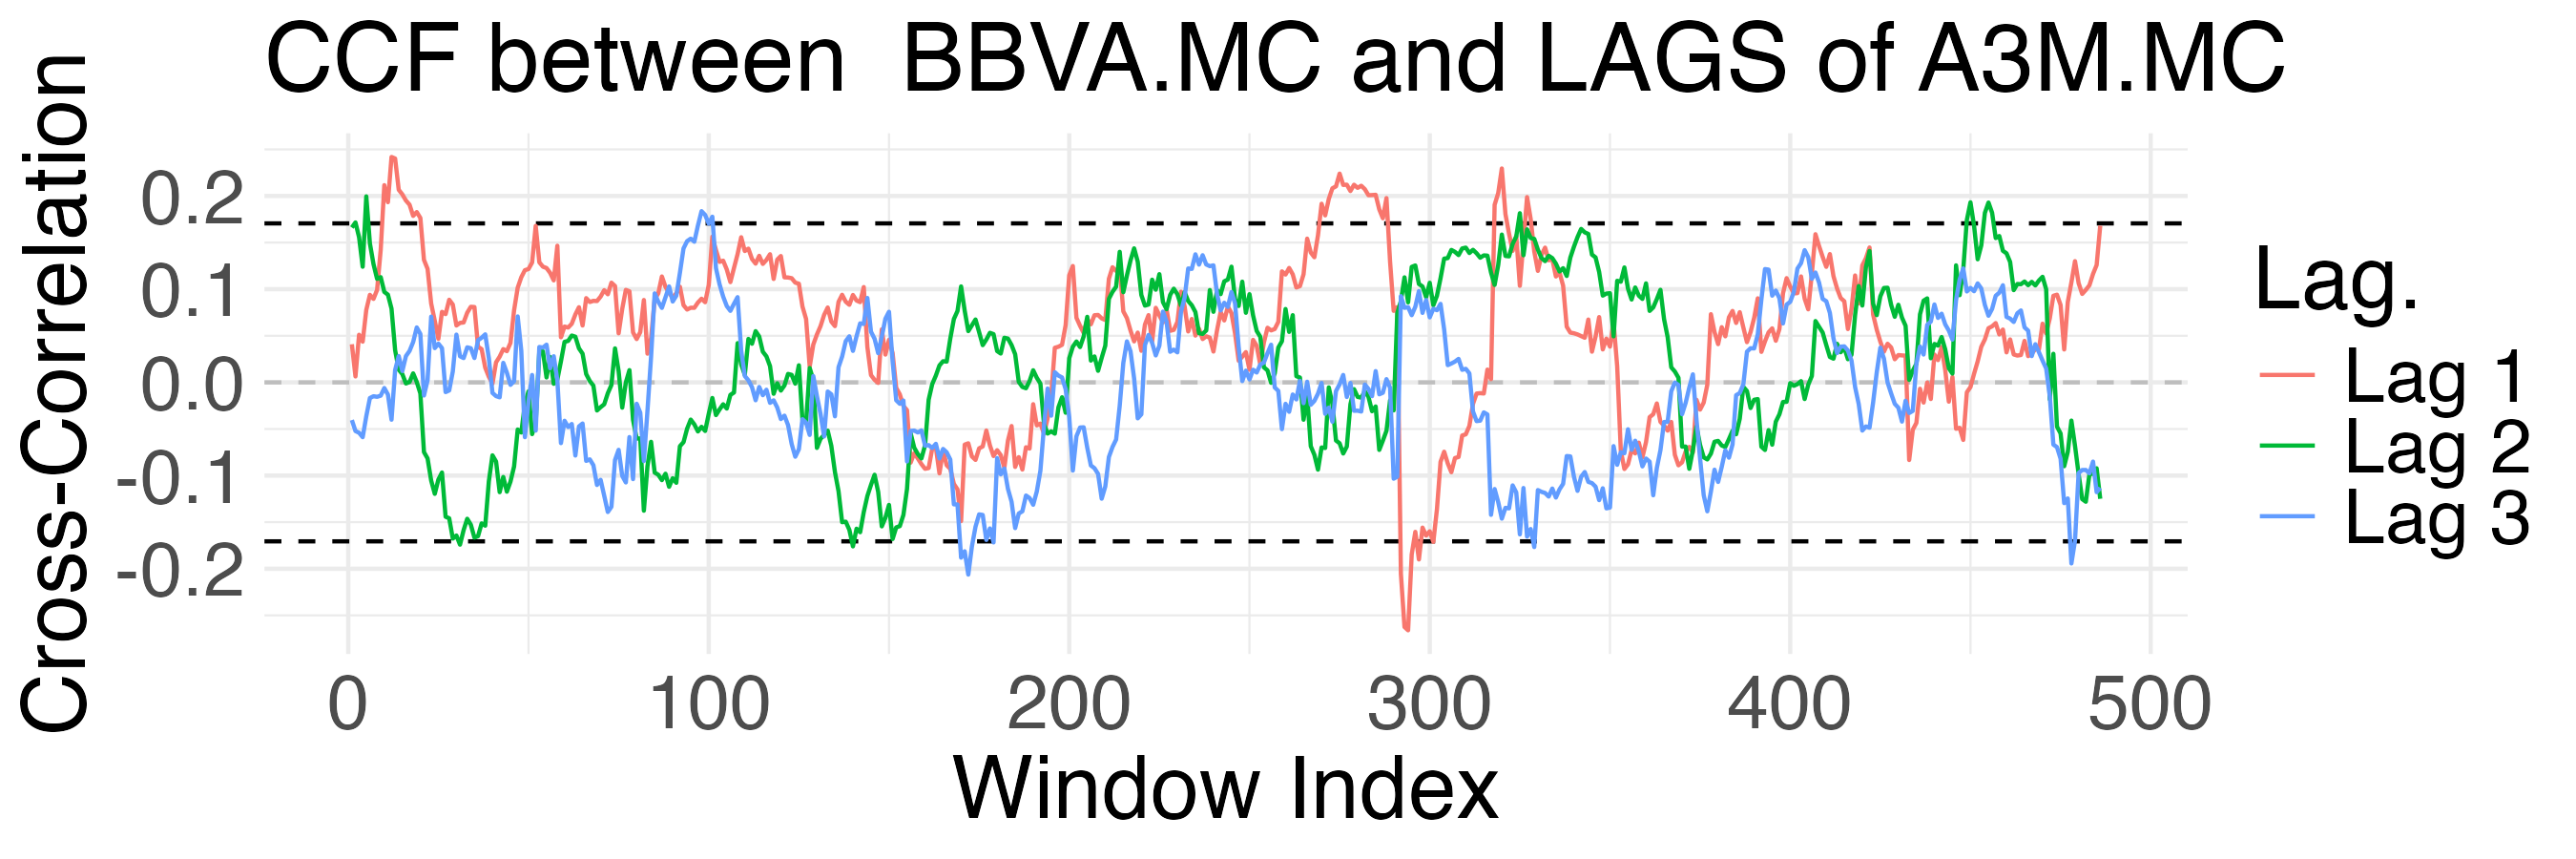 CCF between  BBVA.MC and LAGS of A3M.MC
Cross-Correlation
0.2
0.1
0.0
-0.1
-0.2
0 100 200 300 400 500
Window Index
Lag.
Lag 1
Lag 2
Lag 3